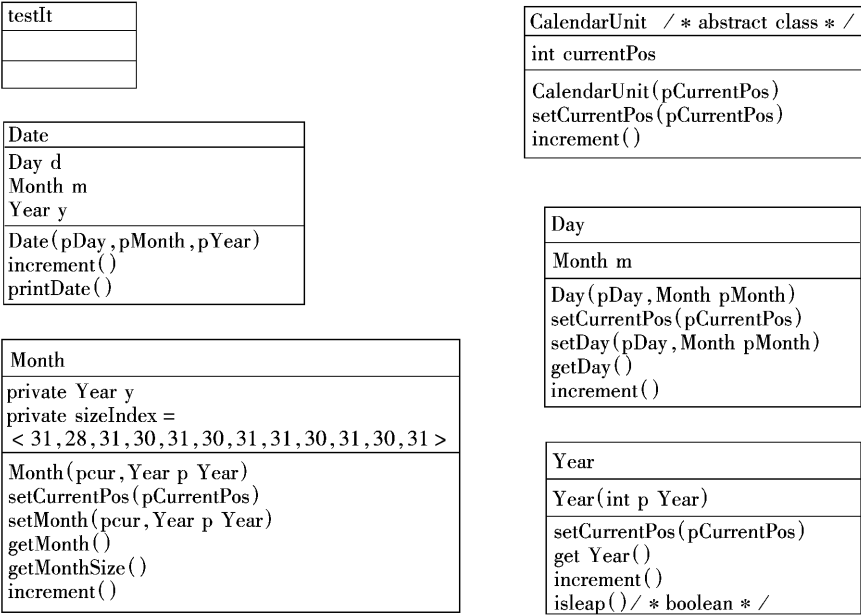 testIt
Date
Day d
Month m
Year y
Date(pDay,pMonth,pYear)
increment()
printDate()
Month
private Year y
private sizeIndex =
<31,28,31,30,31,30,31,31,30,31,30,31>
Month(pcur,Year p Year)
setCurrentPos(pCurrentPos)
setMonth(pcur,Year p Year)
getMonth()
getMonthSize()
increment()
CalendarUnit /* abstract class */
int currentPos
CalendarUnit(pCurrentPos)
setCurrentPos(pCurrentPos)
increment()
Day
Month m
Day(pDay,Month pMonth)
setCurrentPos(pCurrentPos)
setDay(pDay,Month pMonth)
getDay()
increment()
Year
Year(int p Year)
setCurrentPos(pCurrentPos)
get Year()
increment()
isleap()/* boolean */